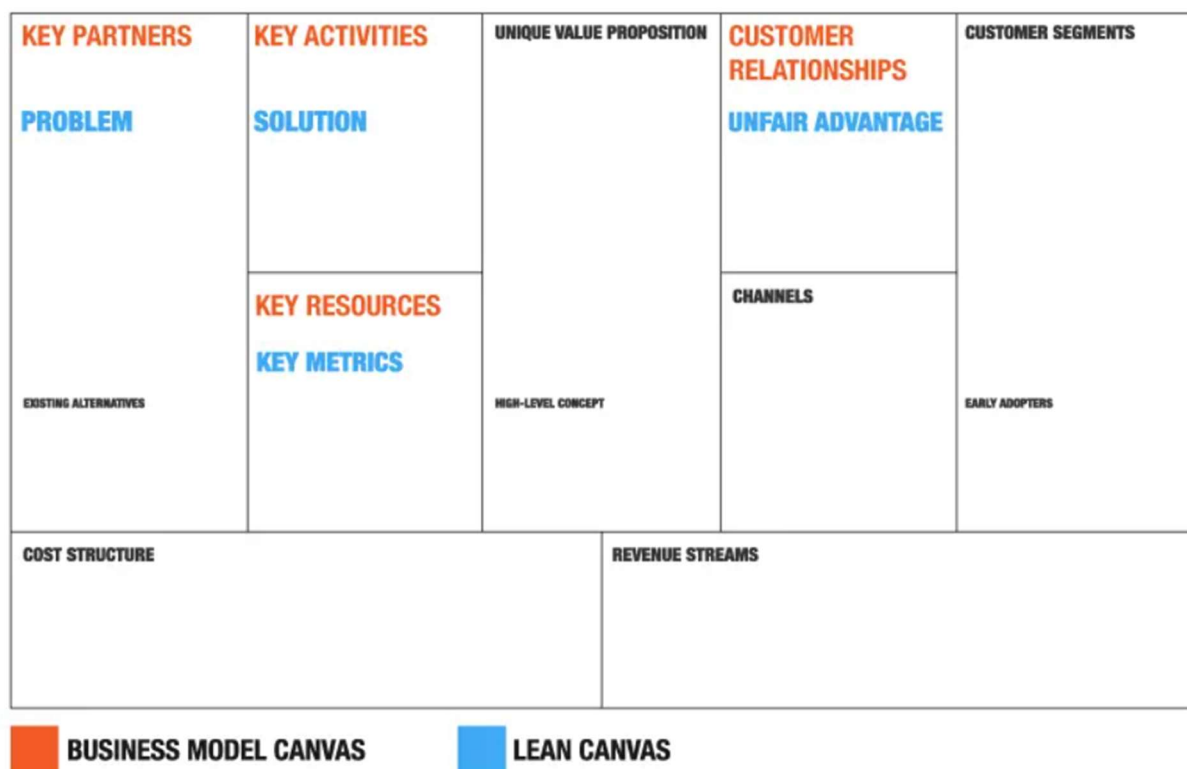 KEY PARTNERS
PROBLEM
EXISTING ALTERNATIVES
KEY ACTIVITIES
SOLUTION
KEY RESOURCES
KEY METRICS
UNIQUE VALUE PROPOSITION
HIGH-LEVEL CONCEPT
CUSTOMER
RELATIONSHIPS
UNFAIR ADVANTAGE
CHANNELS
CUSTOMER SEGMENTS
EARLY ADOPTERS
COST STRUCTURE
REVENUE STREAMS
BUSINESS MODEL CANVAS
LEAN CANVAS